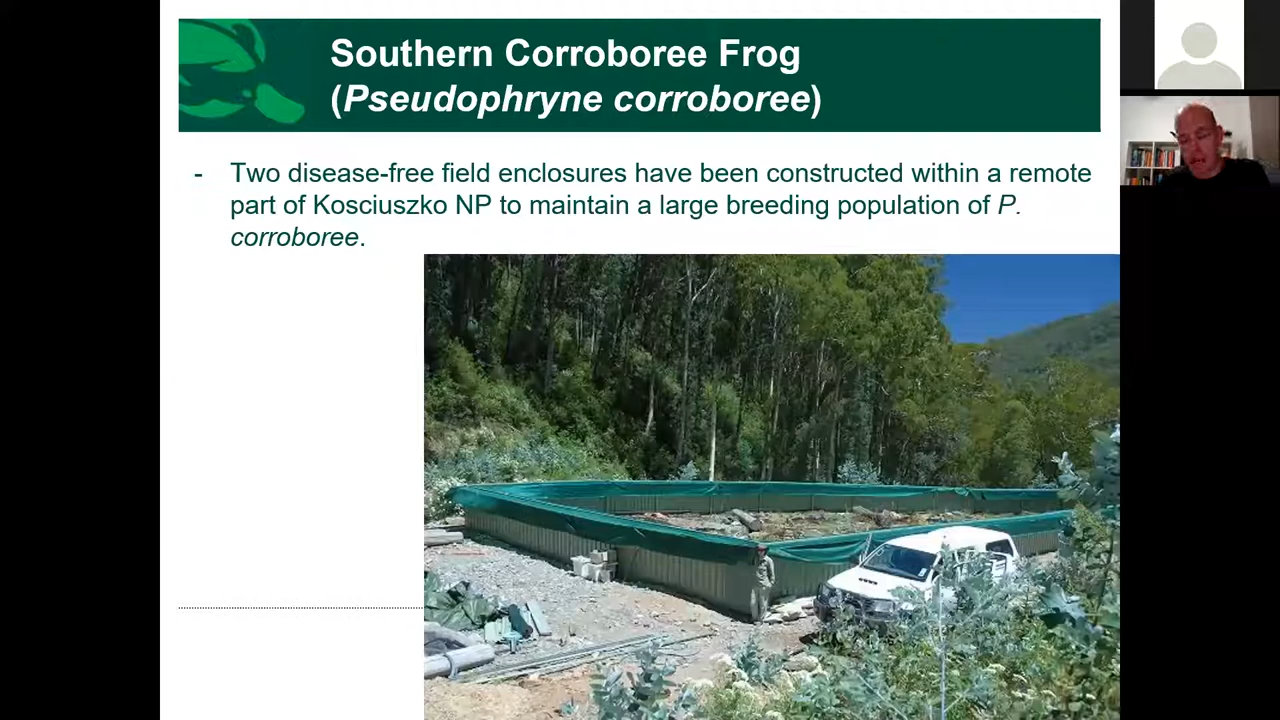 Southern Corroboree Frog
(Pseudophryne corroboree)
- Two disease-free field enclosures have been constructed within a remote
part of Kosciuszko NP to maintain a large breeding population of P.
corroboree.